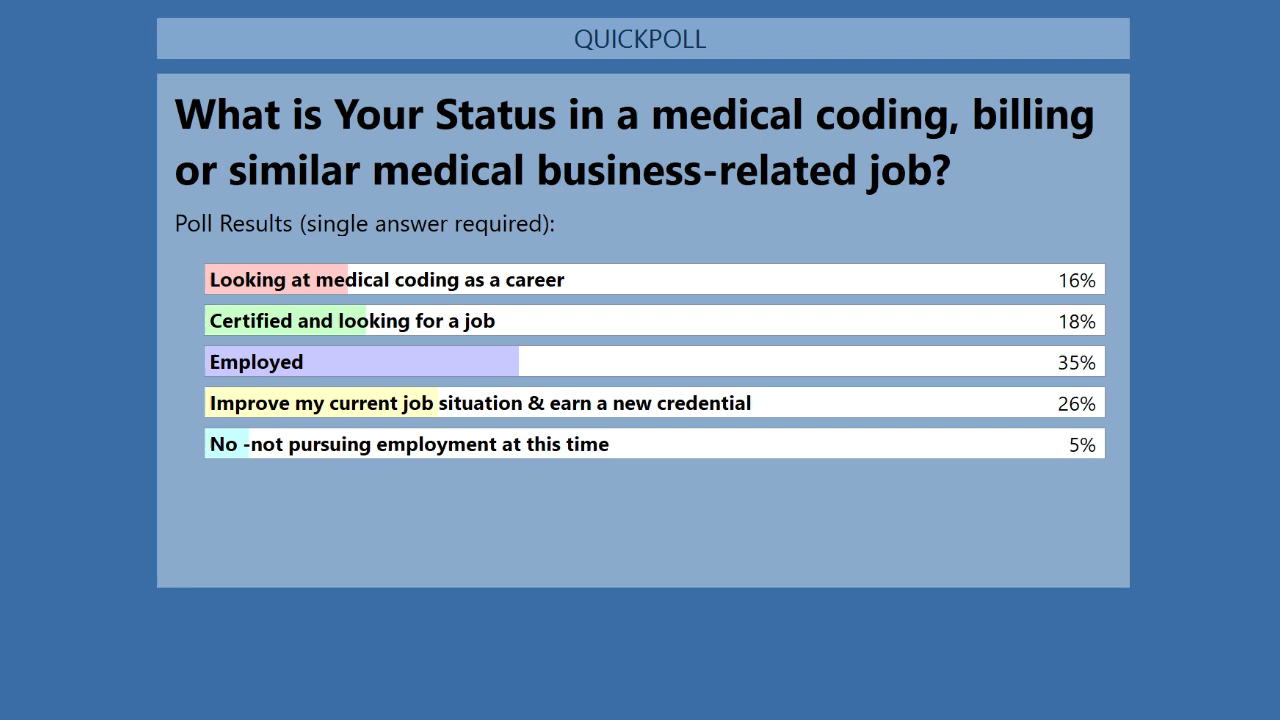 QUICKPOLL
What is Your Status in a medical coding, billing
or similar medical business-related job?
Poll Results (single answer required):
Looking at medical coding as a career 16%
Certified and looking for a job 18%
Employed 35%
Improve my current job situation & earn a new credential 26%
No -not pursuing employment at this time 5%